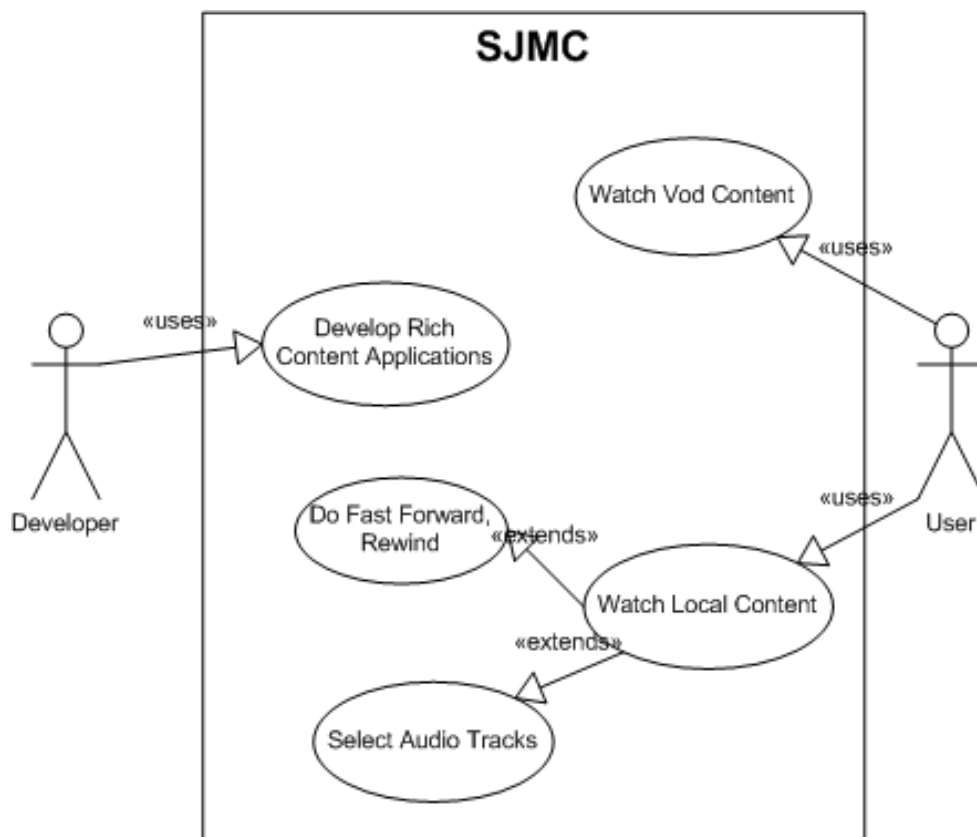 SJMC
Watch Vod Content
«uses»
«uses»
Develop Rich
Content Applications
Developer
Do Fast Forward,
Rewind
«extends»
«uses»
User
Watch Local Content
«extends»
Select Audio Tracks